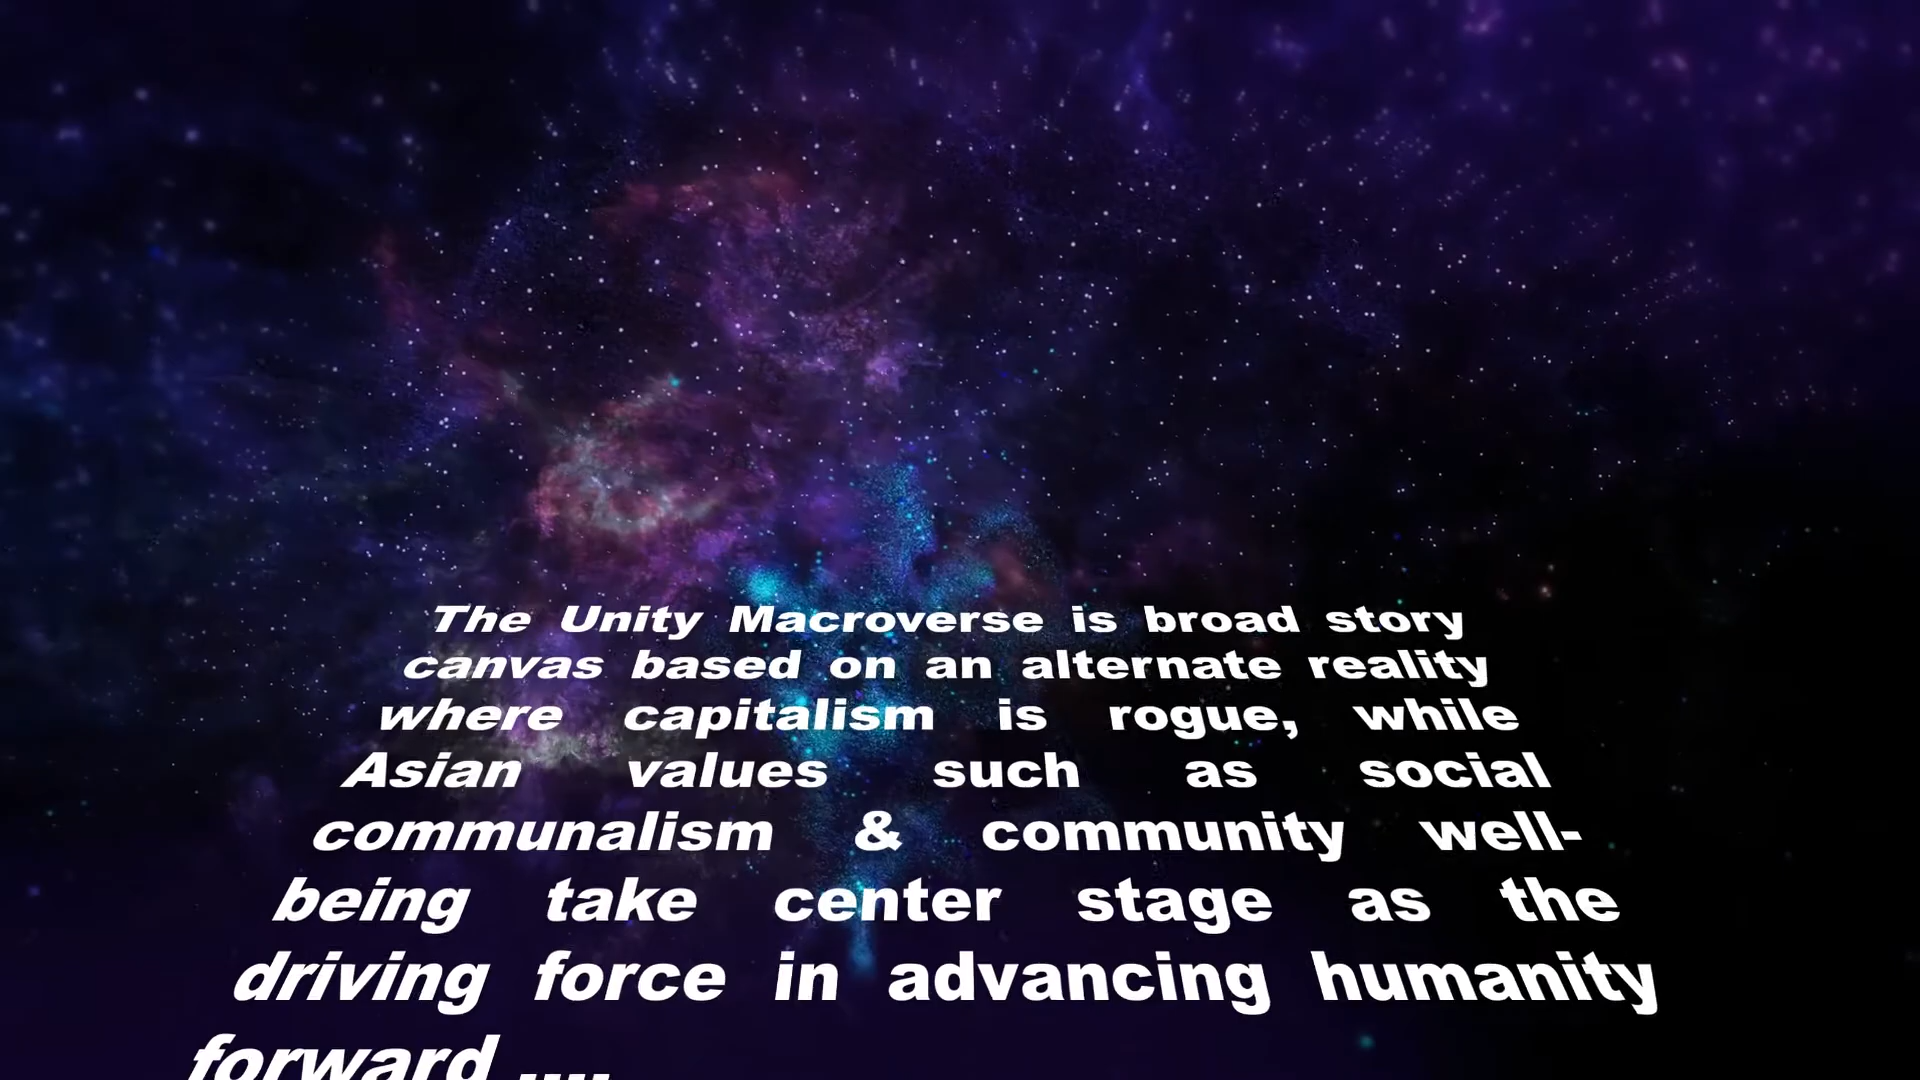 The Unity Macroverse is broad story
canvas based on an alternate reality
where capitalism is rogue, while
Asian values such as social
communalism & community well-
being take center stage as the
driving force in advancing humanity
forward ....